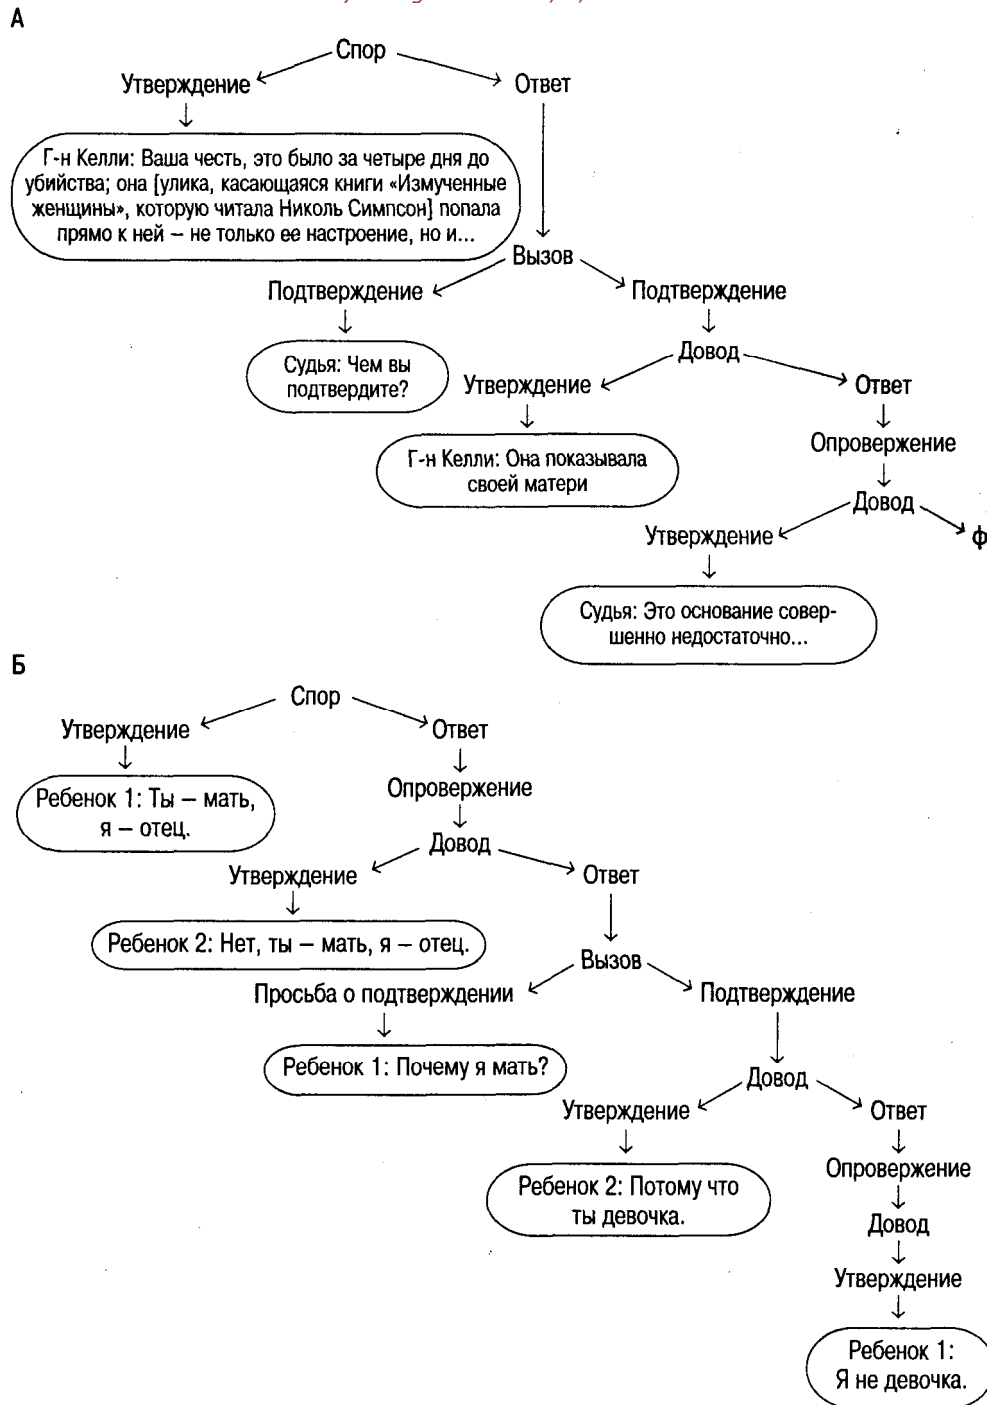 А
Спор
Утверждение
Ответ
Г-н Келли: Ваша честь, это было за четыре дня до
убийства; она [улика, касающаяся книги «Измученные
женщины», которую читала Николь Симпсон] попала
прямо к ней – не только ее настроение, но и...
Вызов
Подтверждение
Подтверждение
Судья: Чем вы
подтвердите?
Довод
Утверждение
Ответ
Г-н Келли: Она показывала
своей матери
Опровержение
Довод
Утверждение
ф
Судья: Это основание совер-
шенно недостаточно...
Б
Спор
Утверждение
Ответ
Ребенок 1: Ты – мать,
я – отец.
Опровержение
Довод
Утверждение
Ответ
Ребенок 2: Нет, ты – мать, я – отец.
Вызов
Просьба о подтверждении
Подтверждение
Ребенок 1: Почему я мать?
Довод
Утверждение
Ответ
Ребенок 2: Потому что
ты девочка.
Опровержение
Довод
Утверждение
Ребенок 1:
Я не девочка.